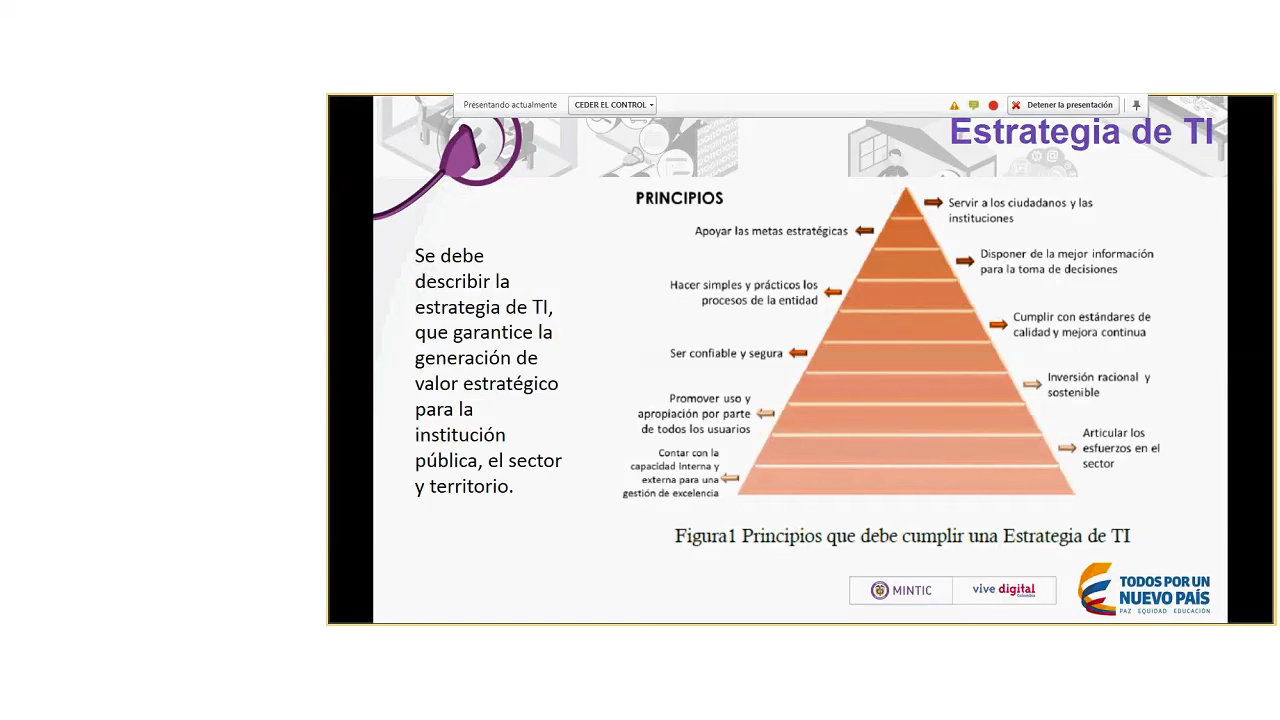 Presentando actualmente
CEDER EL CONTROL
Detener la presentación
Estrategia de TI
PRINCIPIOS
Servir a los ciudadanos y las
instituciones
Apoyar las metas estratégicas
Disponer de la mejor información
para la toma de decisiones
Hacer simples y prácticos los
procesos de la entidad
Cumplir con estándares de
calidad y mejora continua
Ser confiable y segura
Inversión racional y
sostenible
Promover uso y
apropiación por parte
de todos los usuarios
Articular los
esfuerzos en el
sector
Contar con la
capacidad interna y
externa para una
gestión de excelencia
Se debe
describir la
estrategia de TI,
que garantice la
generación de
valor estratégico
para la
institución
pública, el sector
y territorio.
Figura1 Principios que debe cumplir una Estrategia de TI
MINTIC
vive digital
Colombia
TODOS POR UN
NUEVO PAÍS
PAZ EQUIDAD EDUCACIÓN